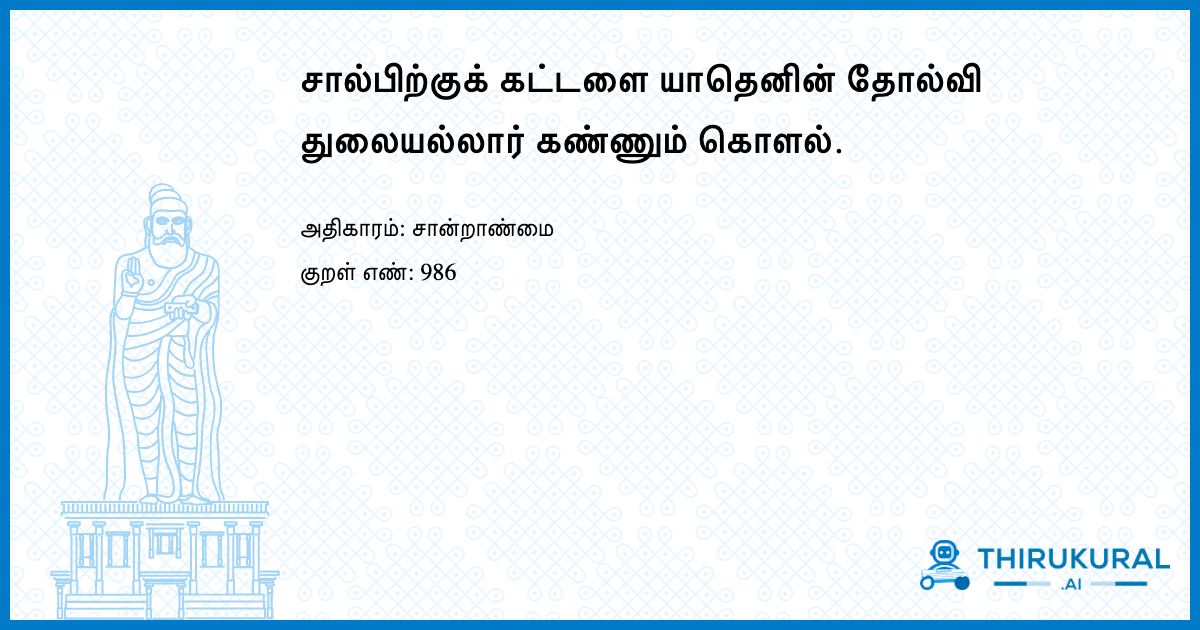 சால்பிற்குக் கட்டளை யாதெனின் தோல்வி
துலையல்லார் கண்ணும் கொளல்.
அதிகாரம்: சான்றாண்மை
குறள் எண்: 986
THIRUKURAL
.AI